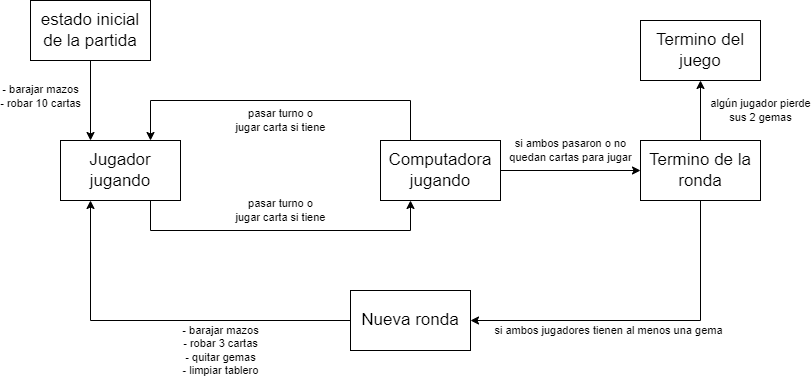 estado inicial
de la partida
- barajar mazos
- robar 10 cartas
Jugador
jugando
pasar turno o
jugar carta si tiene
pasar turno o
jugar carta si tiene
Computadora
jugando
si ambos pasaron o no
quedan cartas para jugar
Termino del
juego
algún jugador pierde
sus 2 gemas
Termino de la
ronda
si ambos jugadores tienen al menos una gema
Nueva ronda
- barajar mazos
- robar 3 cartas
- quitar gemas
- limpiar tablero